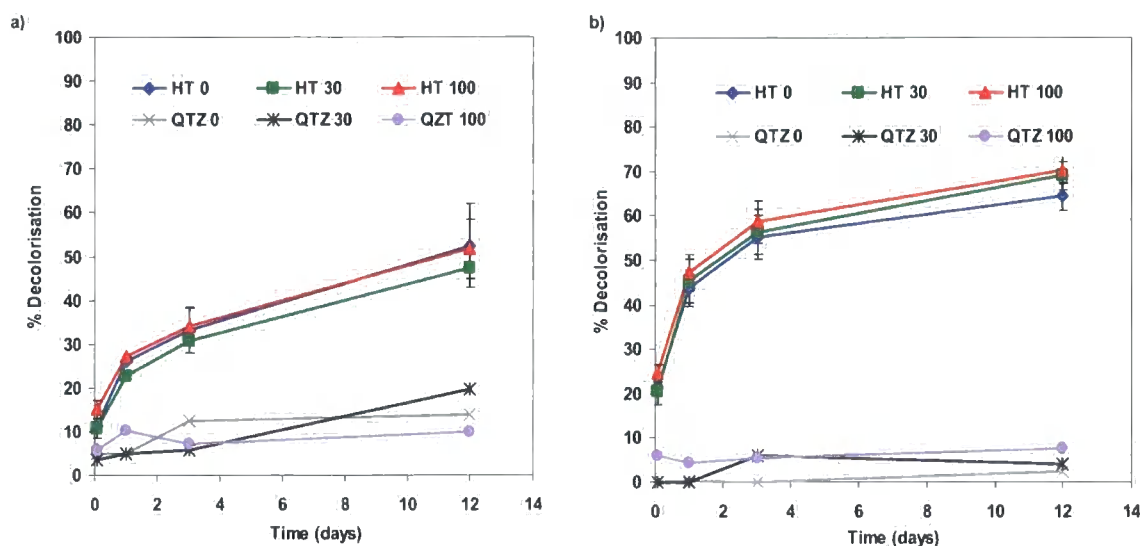 a)
% Decolorisation
100
90
80
70
60
50
40
30
20
10
0
HT 0 HT 30 HT 100
QTZ 0 QTZ 30 QZT 100
0 2 4 6 8 10 12 14
Time (days)
b)
% Decolorisation
100
90
80
70
60
50
40
30
20
10
0
HT 0 HT 30 HT 100
QTZ 0 QTZ 30 QTZ 100
0 2 4 6 8 10 12 14
Time (days)